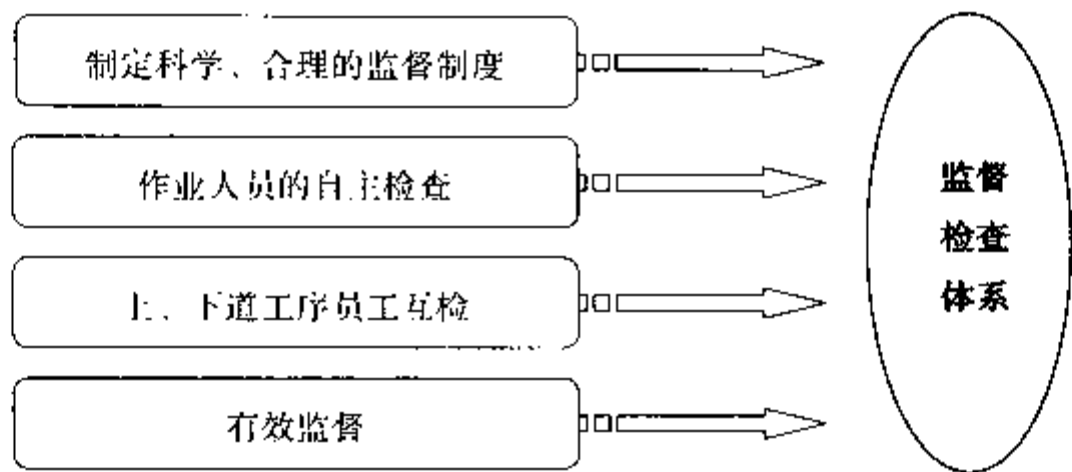 制定科学、合理的监督制度
作业人员的自主检查
上、下道工序员工互检
有效监督
监督
检查
体系